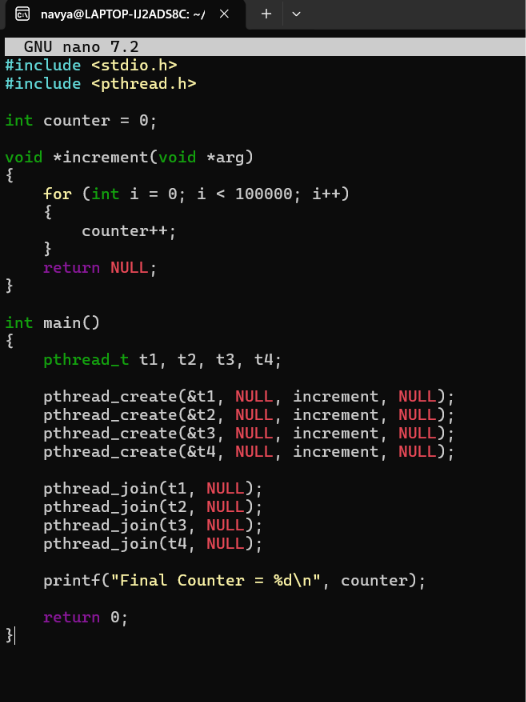 navya@LAPTOP-IJ2ADS8C: ~/
GNU nano 7.2
#include <stdio.h>
#include <pthread.h>

int counter = 0;

void *increment(void *arg)
{
    for (int i = 0; i < 100000; i++)
    {
        counter++;
    }
    return NULL;
}

int main()
{
    pthread_t t1, t2, t3, t4;

    pthread_create(&t1, NULL, increment, NULL);
    pthread_create(&t2, NULL, increment, NULL);
    pthread_create(&t3, NULL, increment, NULL);
    pthread_create(&t4, NULL, increment, NULL);

    pthread_join(t1, NULL);
    pthread_join(t2, NULL);
    pthread_join(t3, NULL);
    pthread_join(t4, NULL);

    printf("Final Counter = %d\n", counter);

    return 0;
}